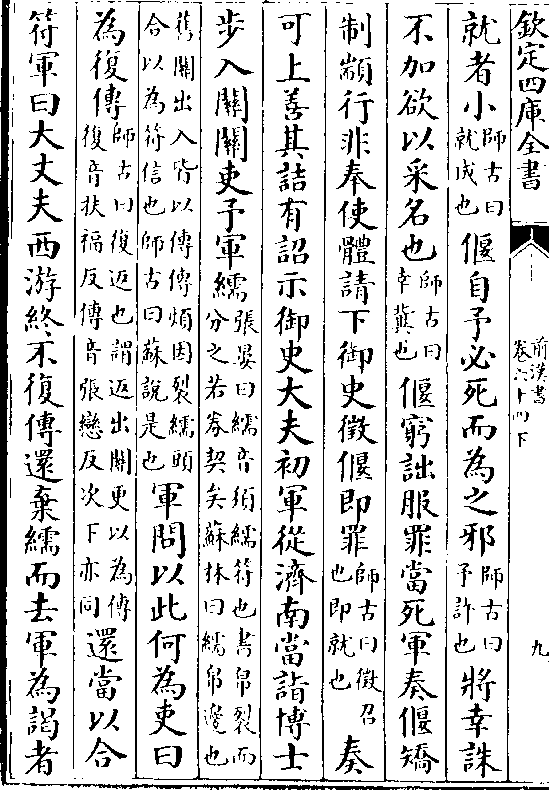 欽定四庫全書
前漢書
卷六十四下
九
就者小師古曰就成也偃自予必死而為之邪師古曰予許也將幸誅
不加欲以采名也師古曰幸冀也偃窮詘服罪當死軍奏偃矯
制顓行非奉使體請下御史徵偃即罪師古曰徵召也即就也奏
可上善其詰有詔示御史大夫初軍從濟南當詣博士
步入關關吏予軍繻張晏曰繻音須繻符也書帛裂而分之若券契矣蘇林曰繻帛邊也
舊關出入皆以傳傳煩因裂繻頭合以為符信也師古曰蘇說是也軍問以此何為吏曰
為復傳師古曰復返也謂返出關更以為傳復音扶福反傳音張戀反次下亦同還當以合
符軍曰大丈夫西游終不復傳還棄繻而去軍為謁者